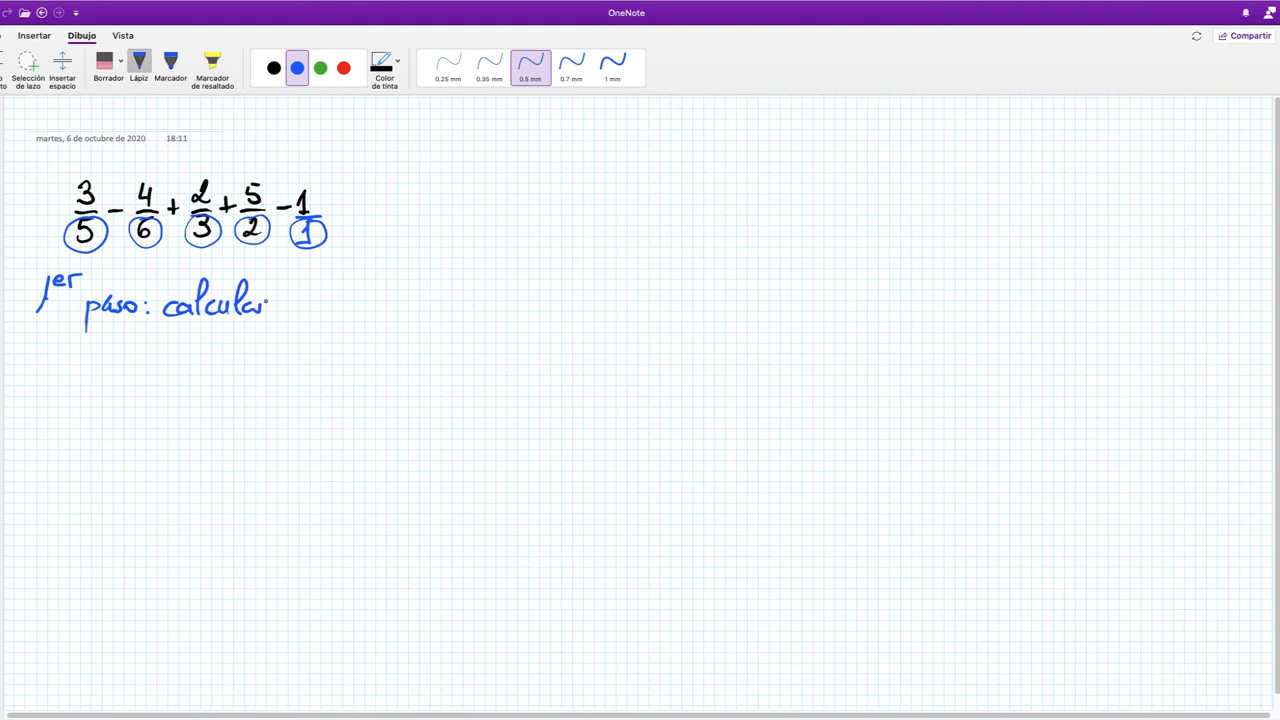 OneNote
Insertar Dibujo Vista
Compartir
Borrador Lápiz Marcador
Selección de lazo Insertar espacio Marcador de resaltado Color de tinta
0.25 mm 0.35 mm 0.5 mm 0.7 mm 1 mm
martes, 6 de octubre de 2020 18:11
3/5 - 4/6 + 2/3 + 5/2 - 1/1
1er paso: calcular